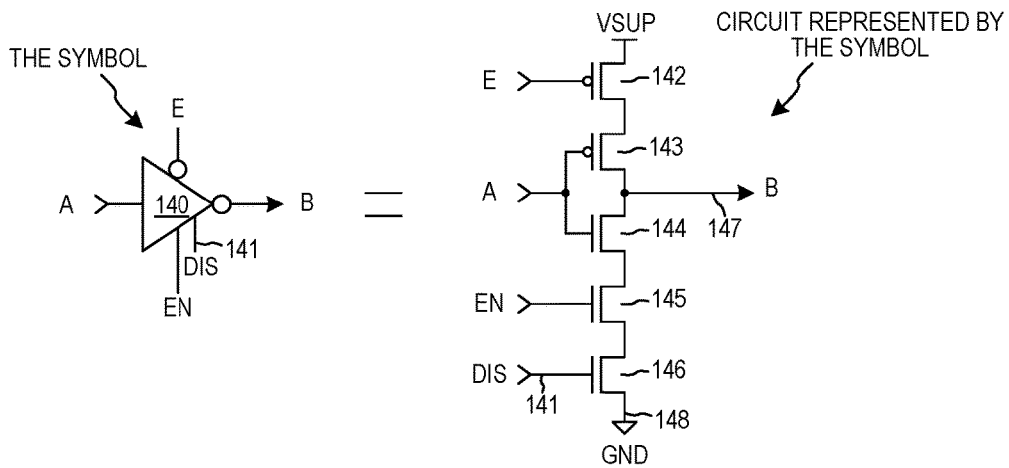 THE SYMBOL
E
A
140
B
141
DIS
EN
=
CIRCUIT REPRESENTED BY
THE SYMBOL
VSUP
E
142
143
A
B
147
144
EN
145
DIS
141
146
148
GND